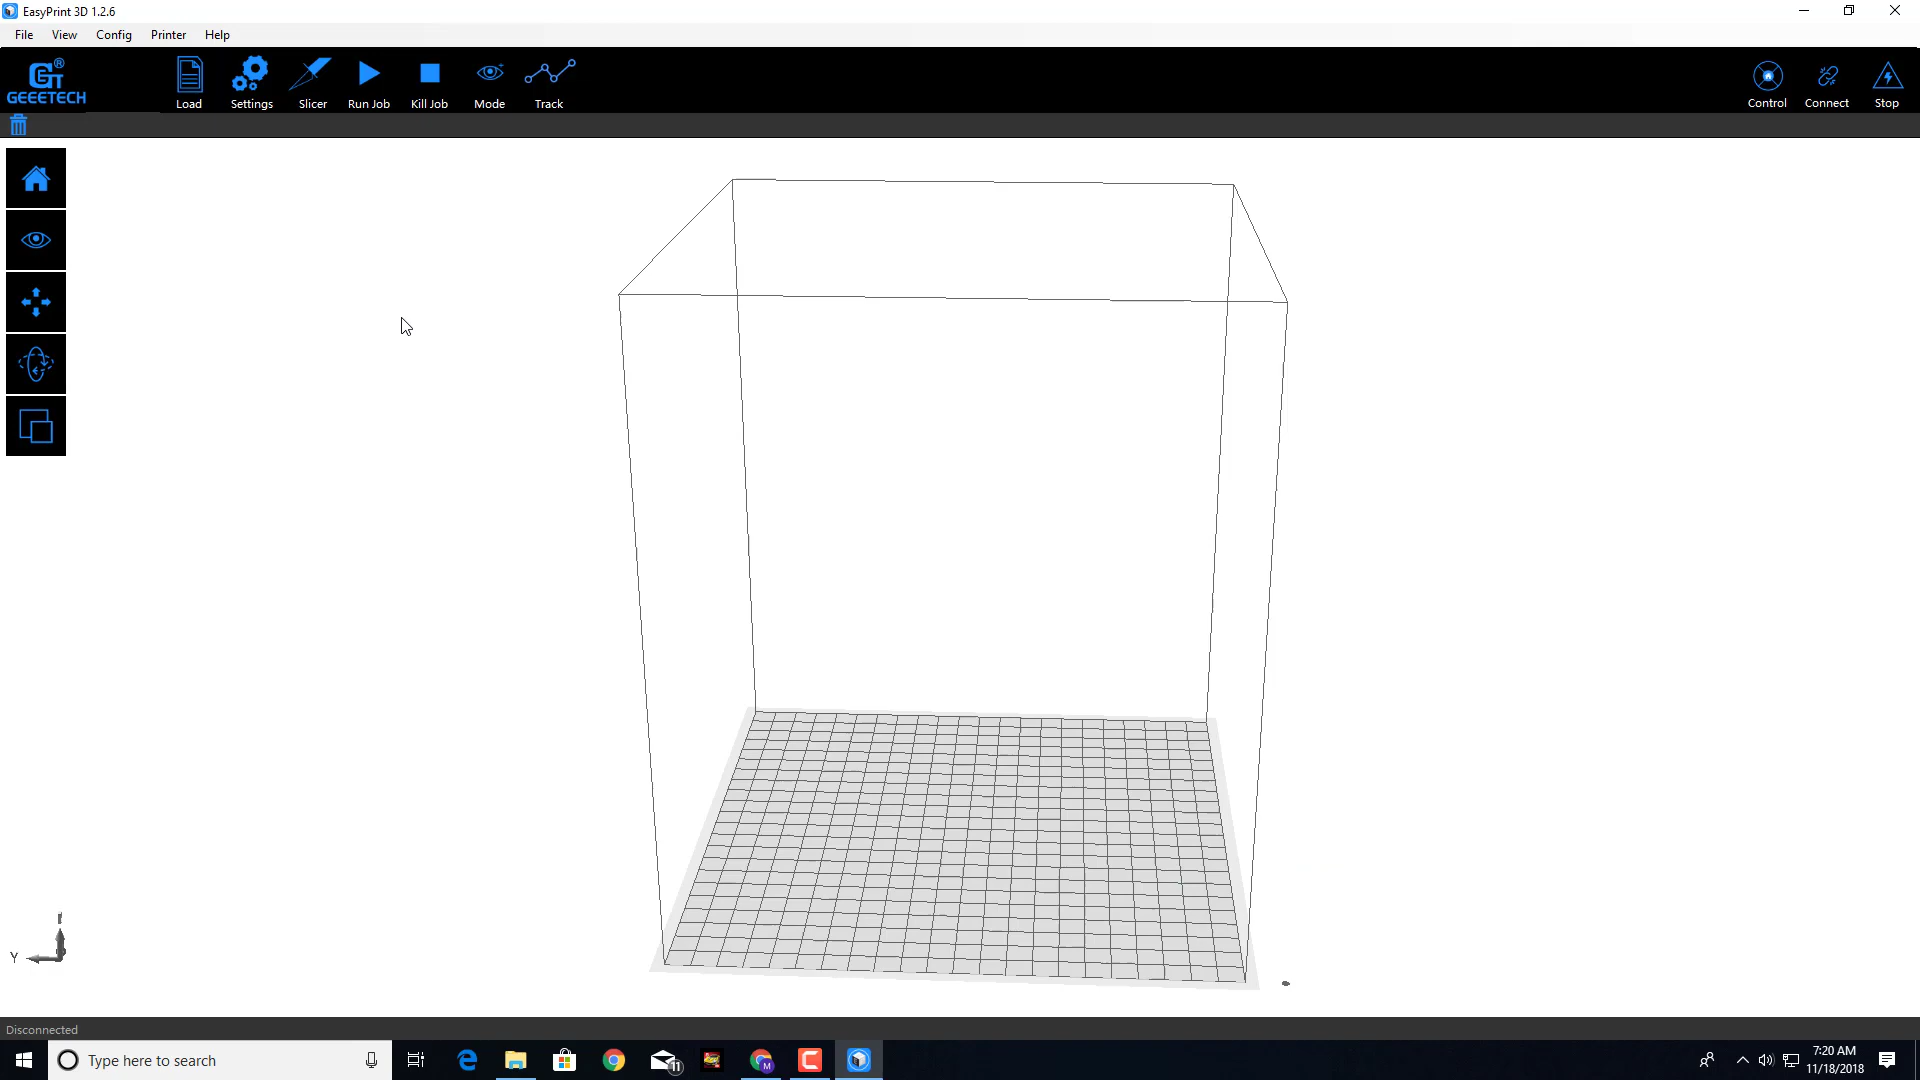 EasyPrint 3D 1.2.6
File View Config Printer Help
GEEETECH ®
Load Settings Slicer Run Job Kill Job Mode Track Control Connect Stop
Y
Disconnected
Type here to search
11
M
7:20 AM
11/18/2018